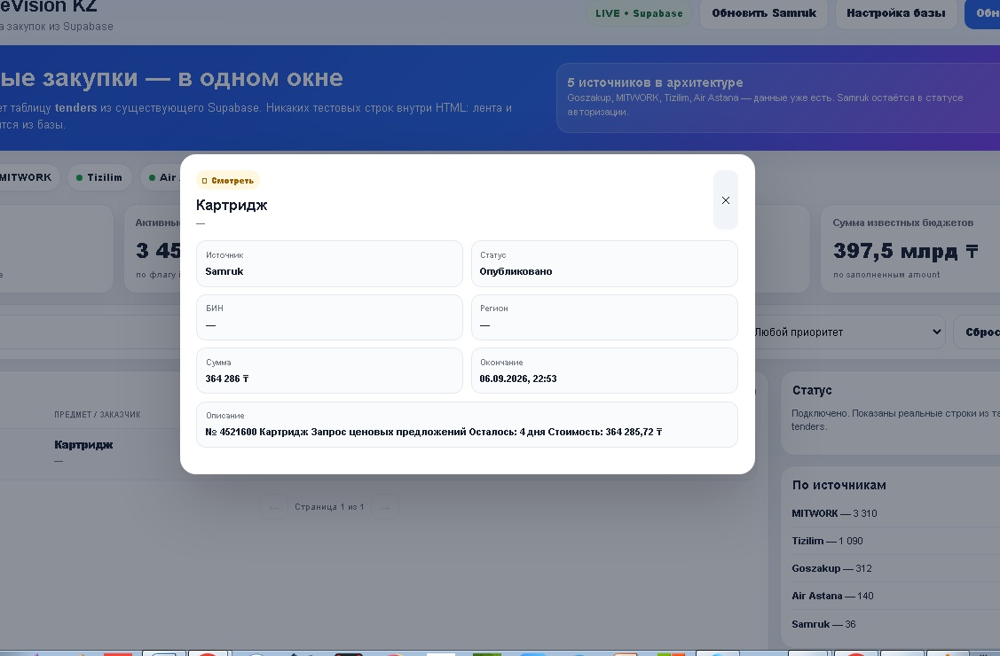 eVision KZ
а закупок из Supabase
LIVE • Supabase
Обновить Samruk
Настройка базы
Обн
ые закупки — в одном окне
ет таблицу tenders из существующего Supabase. Никаких тестовых строк внутри HTML: лента и
тся из базы.
5 источников в архитектуре
Goszakup, MITWORK, Tizilim, Air Astana — данные уже есть. Samruk остаётся в статусе
авторизации.
MITWORK
Tizilim
Air
Активны
3 45
по флагу
Сумма известных бюджетов
397,5 млрд ₸
по заполненным amount
Смотреть
Картридж
—
×
Источник
Samruk
Статус
Опубликовано
БИН
—
Регион
—
Сумма
364 286 ₸
Окончание
06.09.2026, 22:53
Описание
№ 4521600 Картридж Запрос ценовых предложений Осталось: 4 дня Стоимость: 364 285,72 ₸
Любой приоритет
Сброс
ПРЕДМЕТ / ЗАКАЗЧИК
Картридж
—
← Страница 1 из 1 →
Статус
Подключено. Показаны реальные строки из та
tenders.
По источникам
MITWORK — 3 310
Tizilim — 1 090
Goszakup — 312
Air Astana — 140
Samruk — 36